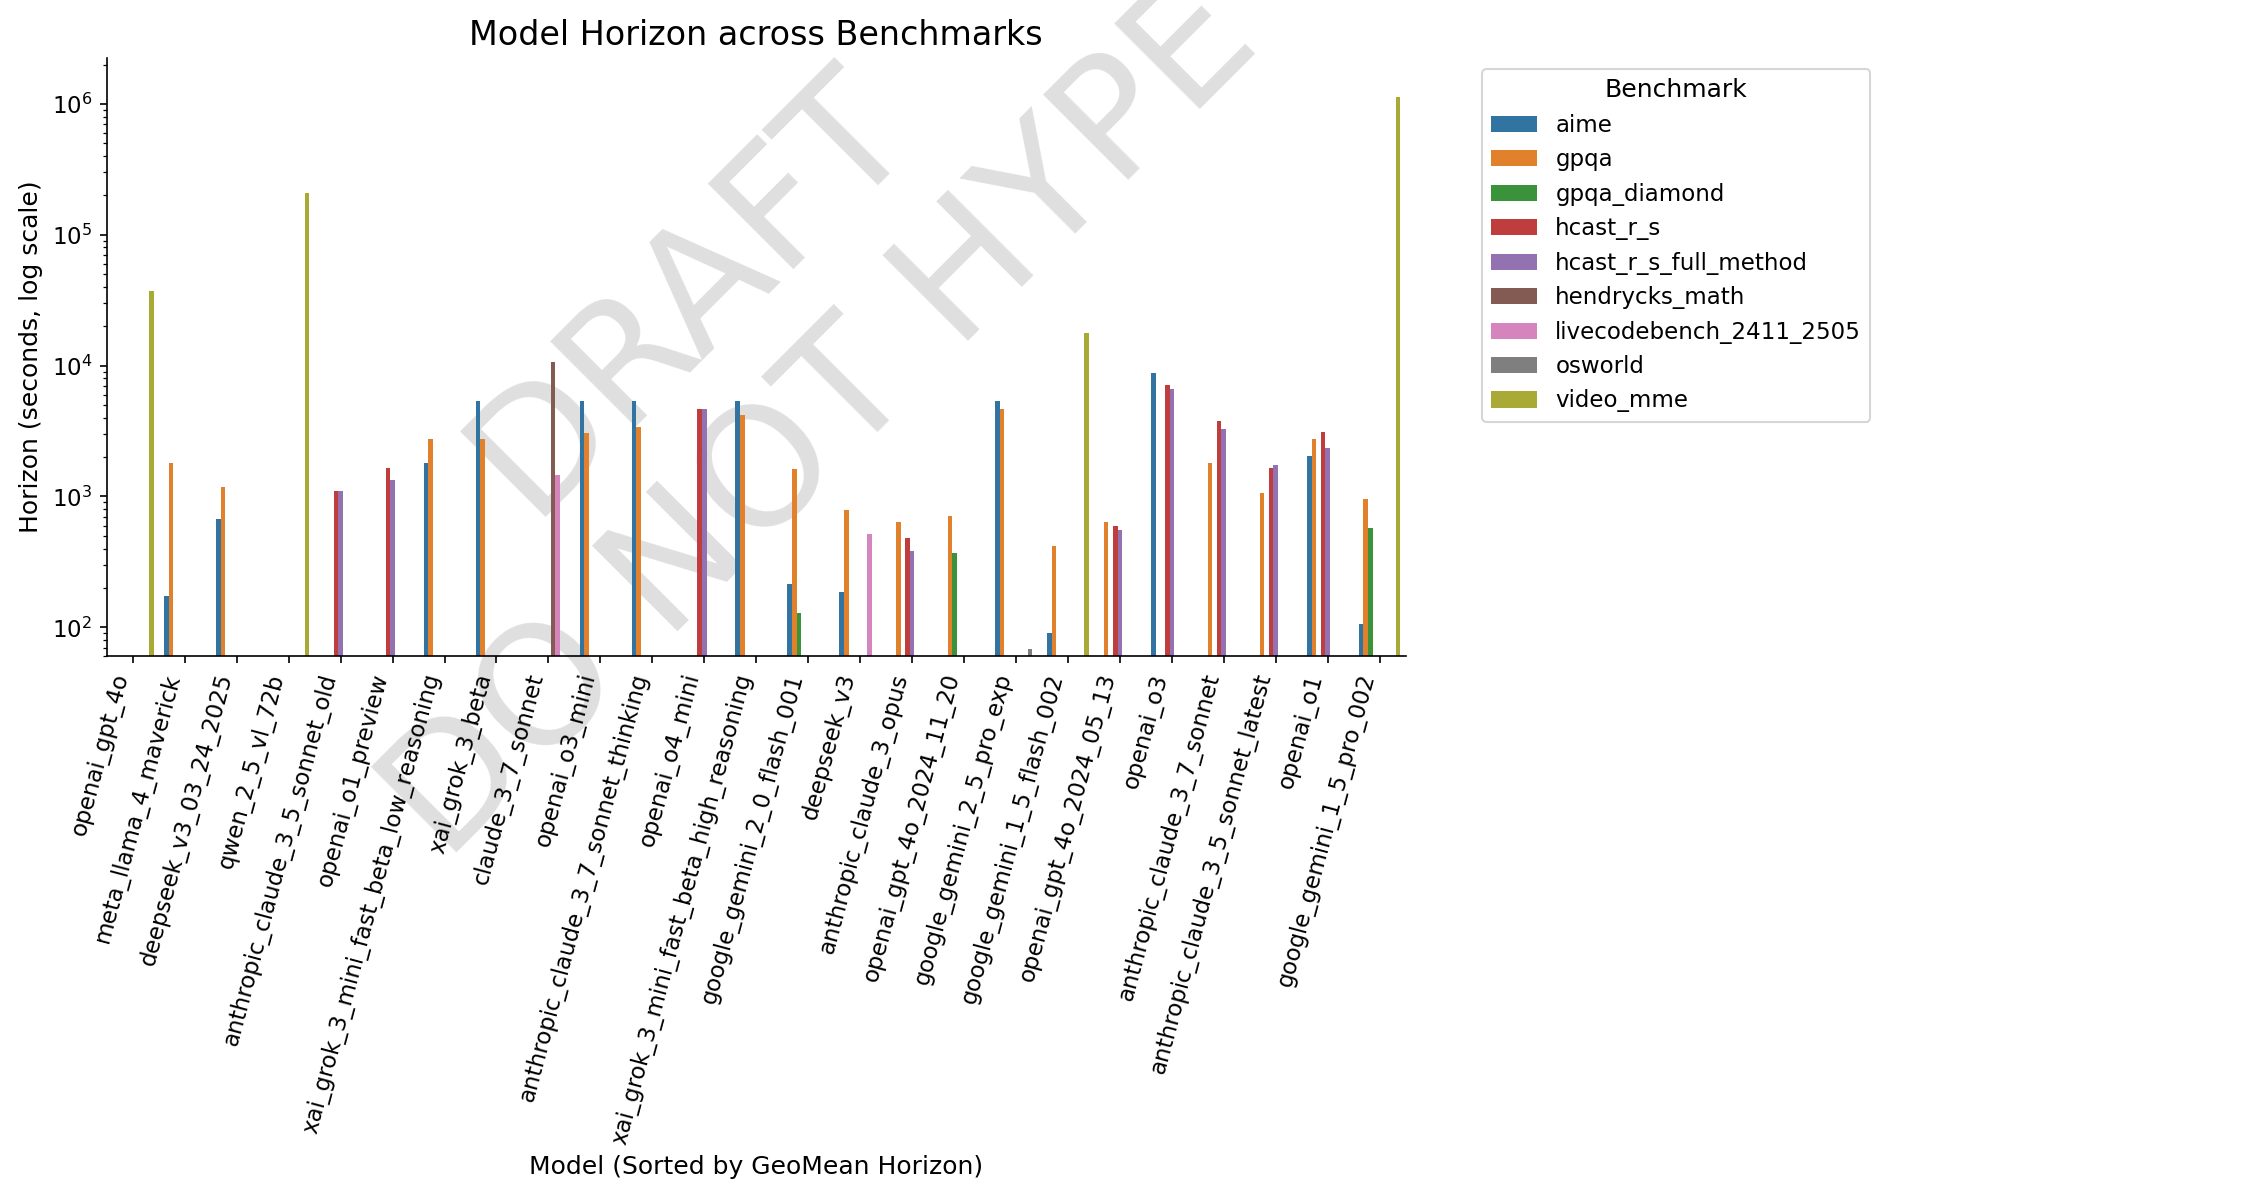 Model Horizon across Benchmarks
DRAFT
DO NOT HYPE
Horizon (seconds, log scale)
10^6
10^5
10^4
10^3
10^2
openai_gpt_4o
meta_llama_4_maverick
deepseek_v3_03_24_2025
qwen_2_5_vl_72b
anthropic_claude_3_5_sonnet_old
openai_o1_preview
xai_grok_3_mini_fast_beta_low_reasoning
xai_grok_3_beta
claude_3_7_sonnet
openai_o3_mini
anthropic_claude_3_7_sonnet_thinking
openai_o4_mini
xai_grok_3_mini_fast_beta_high_reasoning
google_gemini_2_0_flash_001
deepseek_v3
anthropic_claude_3_opus
openai_gpt_4o_2024_11_20
google_gemini_2_5_pro_exp
google_gemini_1_5_flash_002
openai_gpt_4o_2024_05_13
openai_o3
anthropic_claude_3_7_sonnet
anthropic_claude_3_5_sonnet_latest
openai_o1
google_gemini_1_5_pro_002
Model (Sorted by GeoMean Horizon)
Benchmark
aime
gpqa
gpqa_diamond
hcast_r_s
hcast_r_s_full_method
hendrycks_math
livecodebench_2411_2505
osworld
video_mme